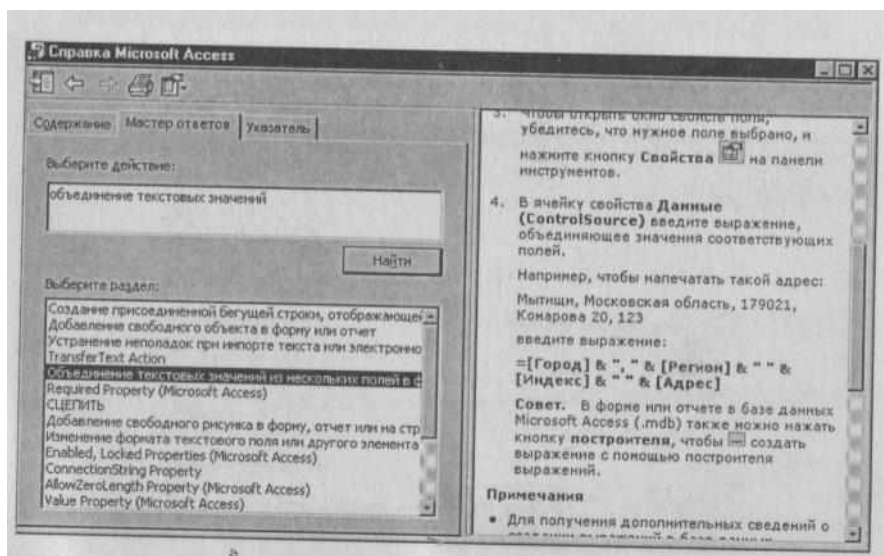 Справка Microsoft Access
Содержание
Мастер ответов
Указатель
Выберите действие:
объединение текстовых значений
Найти
Выберите раздел:
Создание присоединенной бегущей строки, отображающей
Добавление свободного объекта в форму или отчет
Устранение неполадок при импорте текста или электронно
TransferText Action
Объединение текстовых значений из нескольких полей в ф
Required Property (Microsoft Access)
СЦЕПИТЬ
Добавление свободного рисунка в форму, отчет или на стр
Изменение формата текстового поля или другого элемента
Enabled, Locked Properties (Microsoft Access)
ConnectionString Property
AllowZeroLength Property (Microsoft Access)
Value Property (Microsoft Access)
3. Чтобы открыть окно свойств поля,
убедитесь, что нужное поле выбрано, и
нажмите кнопку Свойства на панели
инструментов.
4. В ячейку свойства Данные
(ControlSource) введите выражение,
объединяющее значения соответствующих
полей.
Например, чтобы напечатать такой адрес:
Мытищи, Московская область, 179021,
Комарова 20, 123
введите выражение:
=[Город] & ", " & [Регион] & " " &
[Индекс] & " " & [Адрес]
Совет. В форме или отчете в базе данных
Microsoft Access (.mdb) также можно нажать
кнопку построителя, чтобы создать
выражение с помощью построителя
выражений.
Примечания
• Для получения дополнительных сведений о